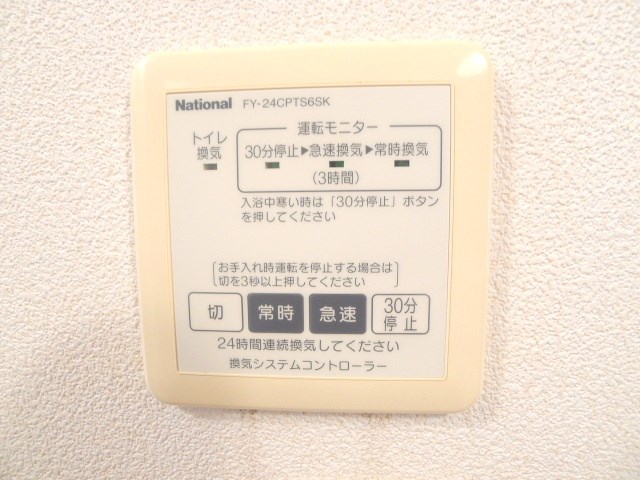 National FY-24CPTS6SK
運転モニター
トイレ
換気
30分停止▶急速換気▶常時換気
(3時間)
入浴中寒い時は「30分停止」ボタン
を押してください
お手入れ時運転を停止する場合は
切を3秒以上押してください
切 常時 急速 30分
停止
24時間連続換気してください
換気システムコントローラー